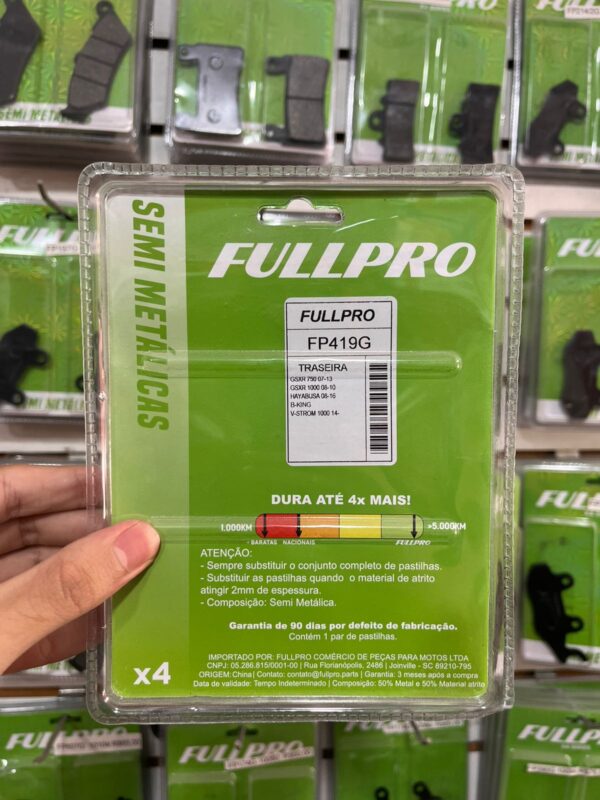 SEMI METÁLICAS
FULLPRO
FULLPRO
FP419G
TRASEIRA
GSXR 750 07-13
GSXR 1000 08-10
HAYABUSA 08-16
B-KING
V-STROM 1000 14-
DURA ATÉ 4x MAIS!
1.000KM >5.000KM
- BARATAS NACIONAIS FULLPRO
ATENÇÃO:
- Sempre substituir o conjunto completo de pastilhas.
- Substituir as pastilhas quando o material de atrito
atingir 2mm de espessura.
- Composição: Semi Metálica.
Garantia de 90 dias por defeito de fabricação.
Contém 1 par de pastilhas.
x4
IMPORTADO POR: FULLPRO COMÉRCIO DE PEÇAS PARA MOTOS LTDA
CNPJ: 05.286.815/0001-00 | Rua Florianópolis, 2486 | Joinville - SC 89210-795
ORIGEM: China | Contato: contato@fullpro.parts | Garantia: 3 meses após a compra
Data de validade: Tempo Indeterminado | Composição: 50% Metal e 50% Material atrito
SEMI METÁLI
FULLPRO
FULLPRO